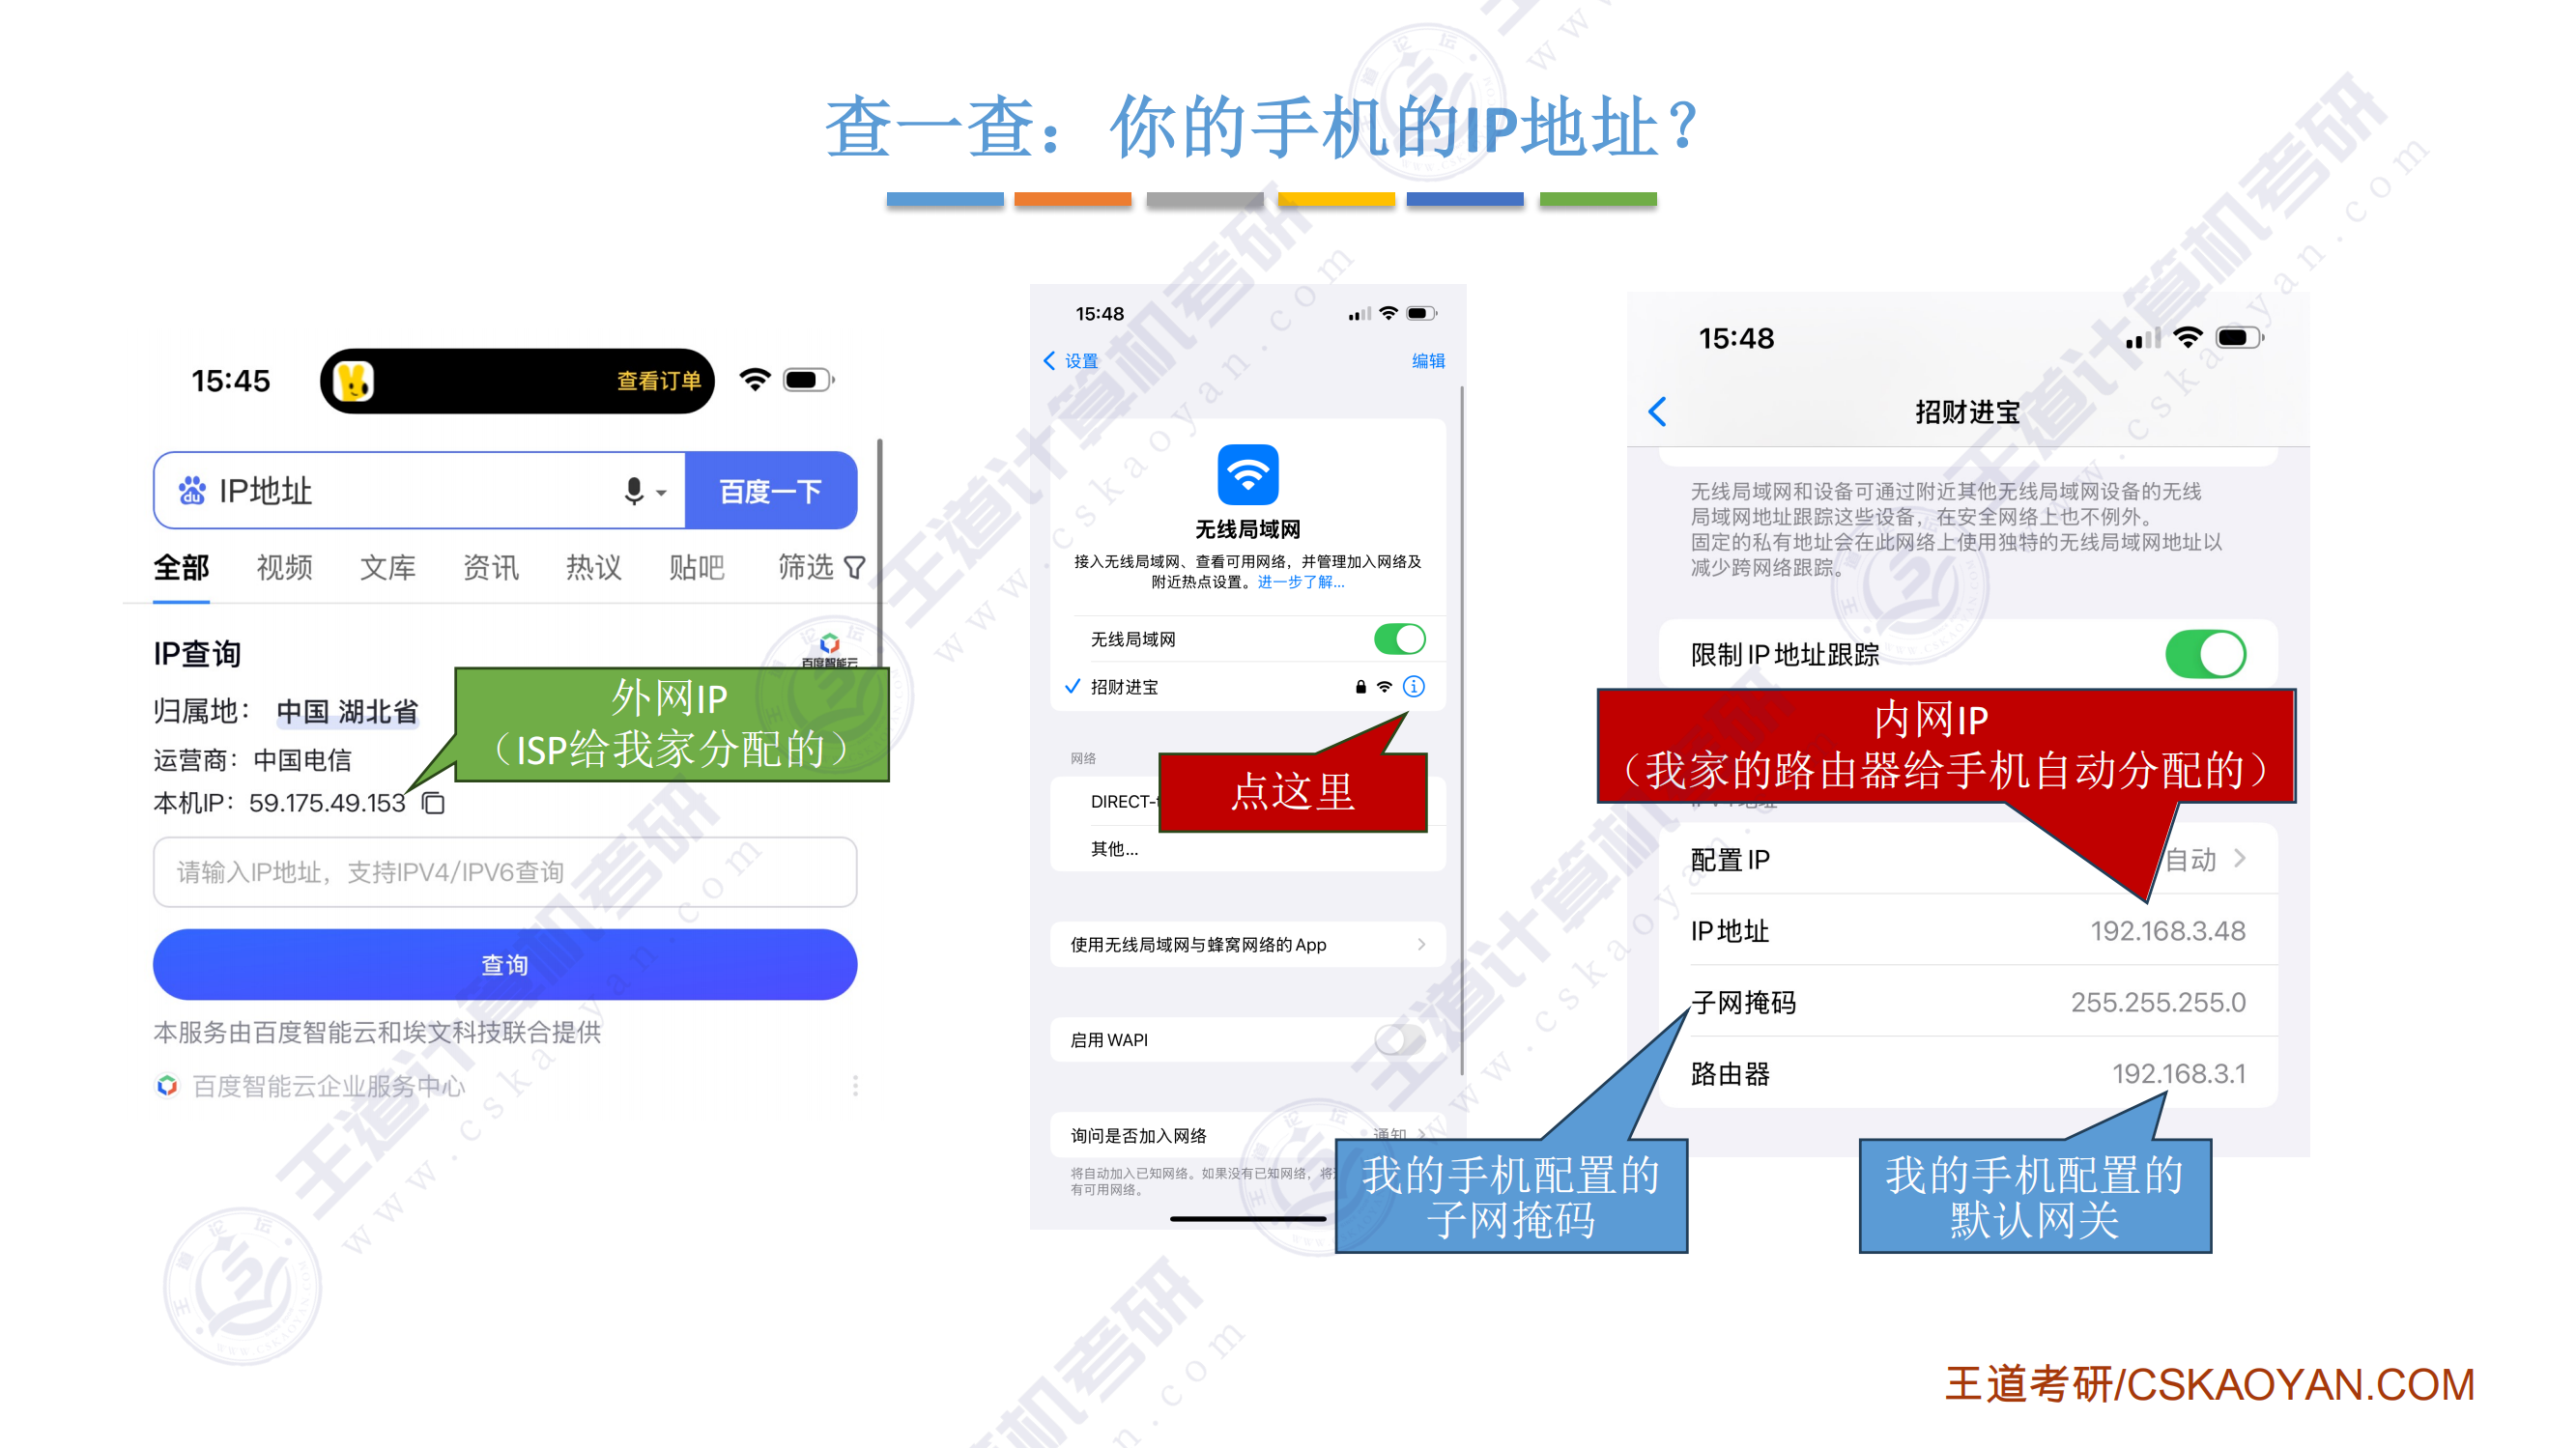 查一查：你的手机的IP地址？
15:45
查看订单
IP地址
百度一下
全部 视频 文库 资讯 热议 贴吧 筛选
IP查询
百度智能云
归属地： 中国 湖北省
运营商：中国电信
本机IP：59.175.49.153
外网IP
（ISP给我家分配的）
请输入IP地址，支持IPV4/IPV6查询
查询
本服务由百度智能云和埃文科技联合提供
百度智能云企业服务中心
15:48
设置
编辑
无线局域网
接入无线局域网、查看可用网络，并管理加入网络及
附近热点设置。进一步了解...
无线局域网
招财进宝
点这里
网络
DIRECT-
其他...
使用无线局域网与蜂窝网络的App
启用 WAPI
询问是否加入网络
通知
将自动加入已知网络。如果没有已知网络，将
有可用网络。
15:48
招财进宝
无线局域网和设备可通过附近其他无线局域网设备的无线
局域网地址跟踪这些设备，在安全网络上也不例外。
固定的私有地址会在此网络上使用独特的无线局域网地址以
减少跨网络跟踪。
限制 IP 地址跟踪
内网IP
（我家的路由器给手机自动分配的）
配置 IP 自动
IP 地址 192.168.3.48
子网掩码 255.255.255.0
路由器 192.168.3.1
我的手机配置的
子网掩码
我的手机配置的
默认网关
王道考研/CSKAOYAN.COM
王道计算机考研
www.cskaoyan.com